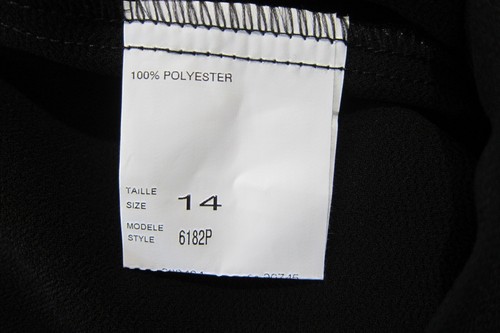 100% POLYESTER
TAILLE
SIZE 14
MODELE
STYLE 6182P